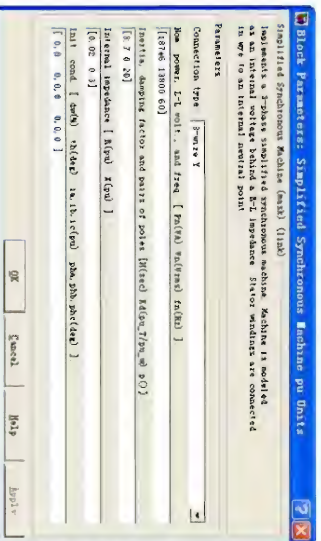 Block Parameters: Simplified Synchronous Machine pu Units
Simplified Synchronous Machine (mask) (link)
Implements a 3-phase simplified synchronous machine. Machine is modeled
as an internal voltage behind a R-L impedance. Stator windings are connected
in wye to an internal neutral point.
Parameters
Connection type 3-wire Y
Nom. power, L-L volt., and freq. [ Pn(VA) Vn(Vrms) fn(Hz) ]
[187e6 13800 60]
Inertia, damping factor and pairs of poles [H(sec) Kd(pu_T/pu_w) p()]
[3.7 0 20]
Internal impedance [ R(pu) X(pu) ]
[0.02 0.3]
Init. cond. [ dw(%) th(deg) ia,ib,ic(pu) pha,phb,phc(deg) ]
[ 0,0 0,0,0 0,0,0 ]
OK Cancel Help Apply